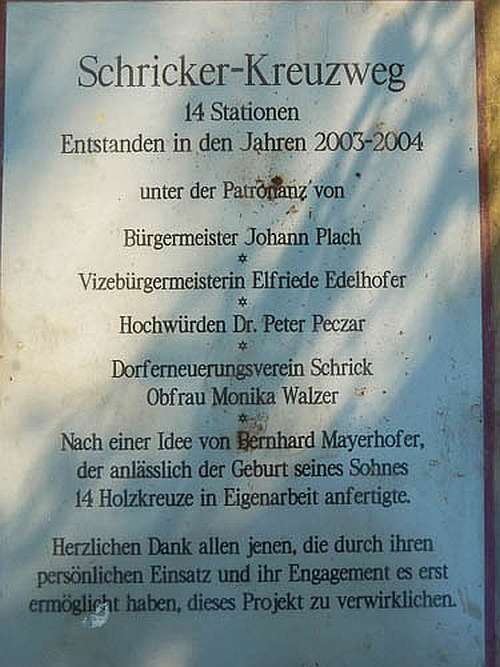 Schricker-Kreuzweg
14 Stationen
Entstanden in den Jahren 2003-2004
unter der Patronanz von
Bürgermeister Johann Plach
✡
Vizebürgermeisterin Elfriede Edelhofer
✡
Hochwürden Dr. Peter Peczar
✡
Dorferneuerungsverein Schrick
Obfrau Monika Walzer
✡
Nach einer Idee von Bernhard Mayerhofer,
der anlässlich der Geburt seines Sohnes
14 Holzkreuze in Eigenarbeit anfertigte.
Herzlichen Dank allen jenen, die durch ihren
persönlichen Einsatz und ihr Engagement es erst
ermöglicht haben, dieses Projekt zu verwirklichen.